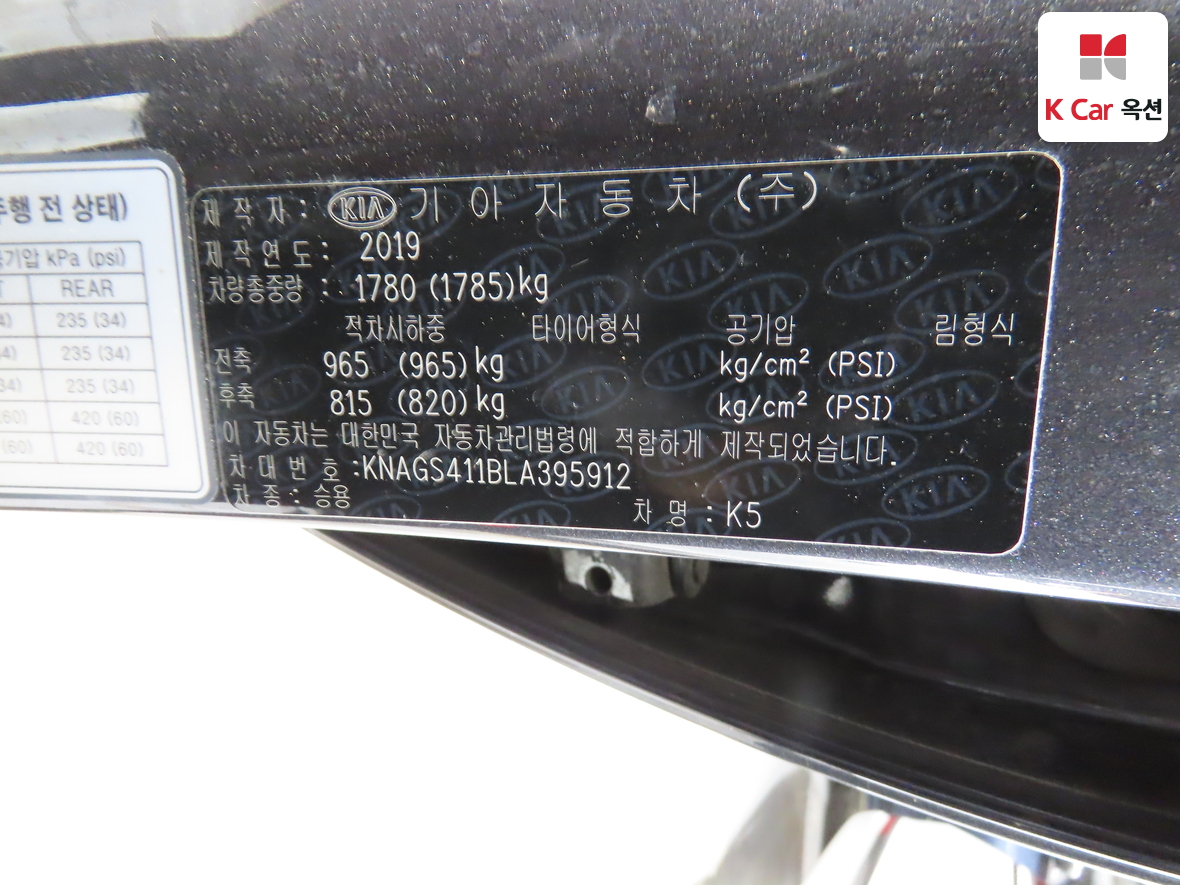 K Car 옥션
주행 전 상태)
공기압 kPa (psi)
REAR
235 (34)
235 (34)
235 (34)
420 (60)
420 (60)
제 작 자 : KIA 기 아 자 동 차 (주)
제 작 연 도 : 2019
차량총중량 : 1780 (1785)kg
적차시하중 타이어형식 공기압 림형식
전축 965 (965)kg kg/cm² (PSI)
후축 815 (820)kg kg/cm² (PSI)
이 자동차는 대한민국 자동차관리법령에 적합하게 제작되었습니다.
차 대 번 호 :KNAGS411BLA395912
차 종 : 승용
차 명 : K5